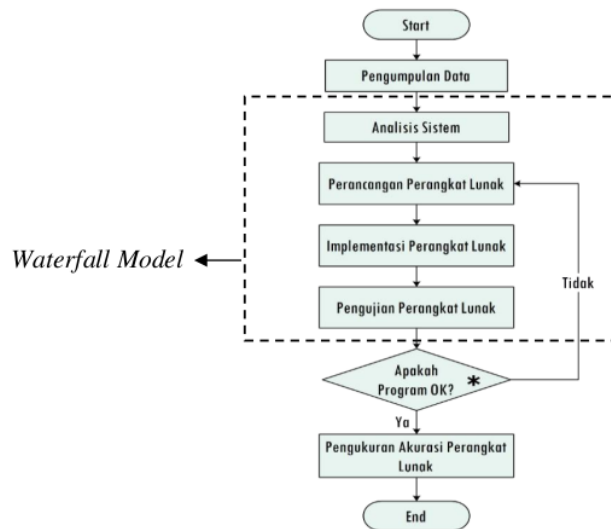 Start
Pengumpulan Data
Analisis Sistem
Perancangan Perangkat Lunak
Waterfall Model
Implementasi Perangkat Lunak
Tidak
Pengujian Perangkat Lunak
Apakah
Program OK? *
Ya
Pengukuran Akurasi Perangkat
Lunak
End